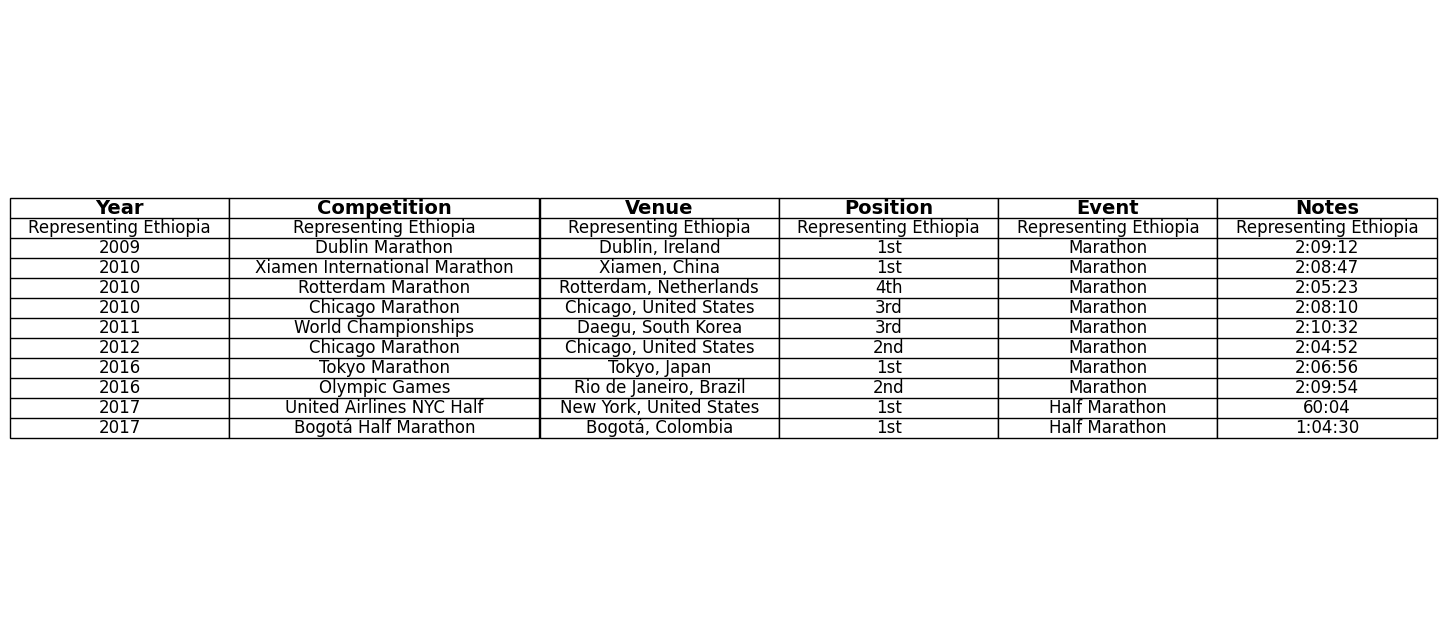 Year Competition Venue Position Event Notes
Representing Ethiopia Representing Ethiopia Representing Ethiopia Representing Ethiopia Representing Ethiopia Representing Ethiopia
2009 Dublin Marathon Dublin, Ireland 1st Marathon 2:09:12
2010 Xiamen International Marathon Xiamen, China 1st Marathon 2:08:47
2010 Rotterdam Marathon Rotterdam, Netherlands 4th Marathon 2:05:23
2010 Chicago Marathon Chicago, United States 3rd Marathon 2:08:10
2011 World Championships Daegu, South Korea 3rd Marathon 2:10:32
2012 Chicago Marathon Chicago, United States 2nd Marathon 2:04:52
2016 Tokyo Marathon Tokyo, Japan 1st Marathon 2:06:56
2016 Olympic Games Rio de Janeiro, Brazil 2nd Marathon 2:09:54
2017 United Airlines NYC Half New York, United States 1st Half Marathon 60:04
2017 Bogotá Half Marathon Bogotá, Colombia 1st Half Marathon 1:04:30